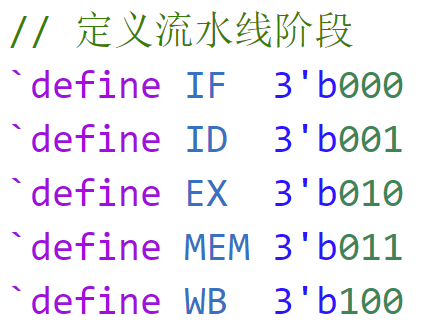 // 定义流水线阶段
`define IF  3'b000
`define ID  3'b001
`define EX  3'b010
`define MEM 3'b011
`define WB  3'b100